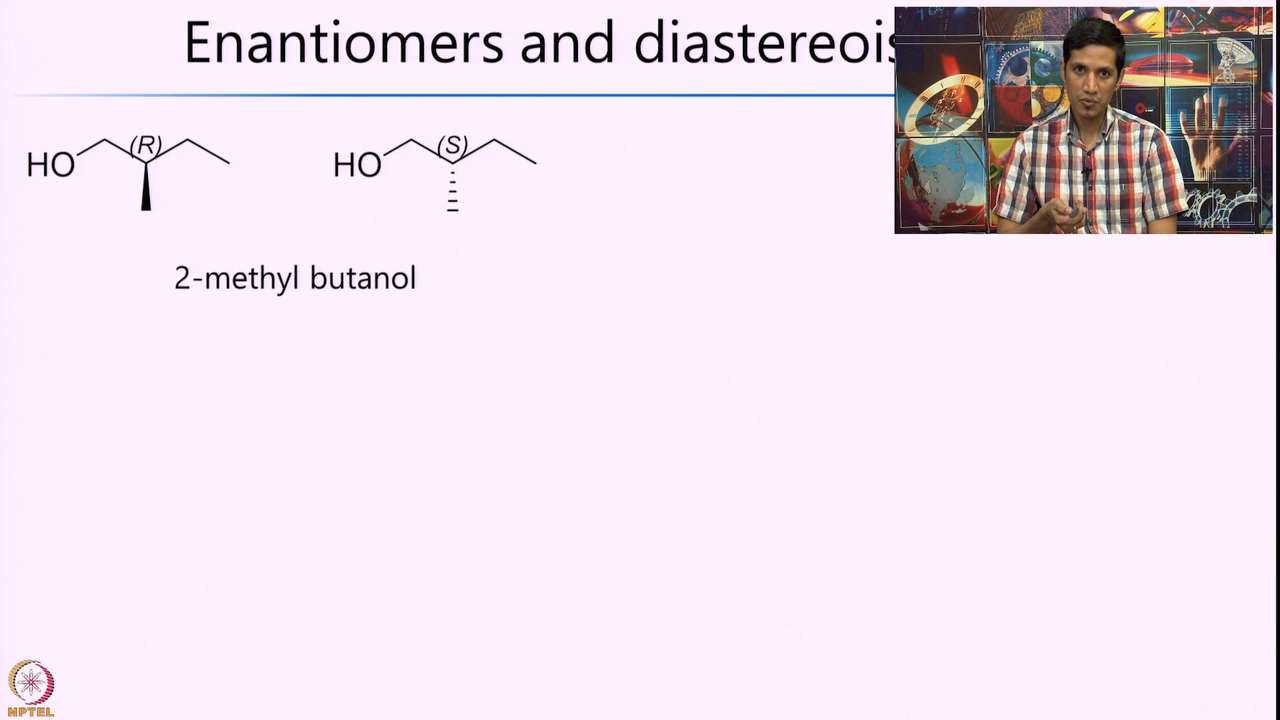 Enantiomers and diastereois
HO (R) HO (S)
2-methyl butanol
NPTEL